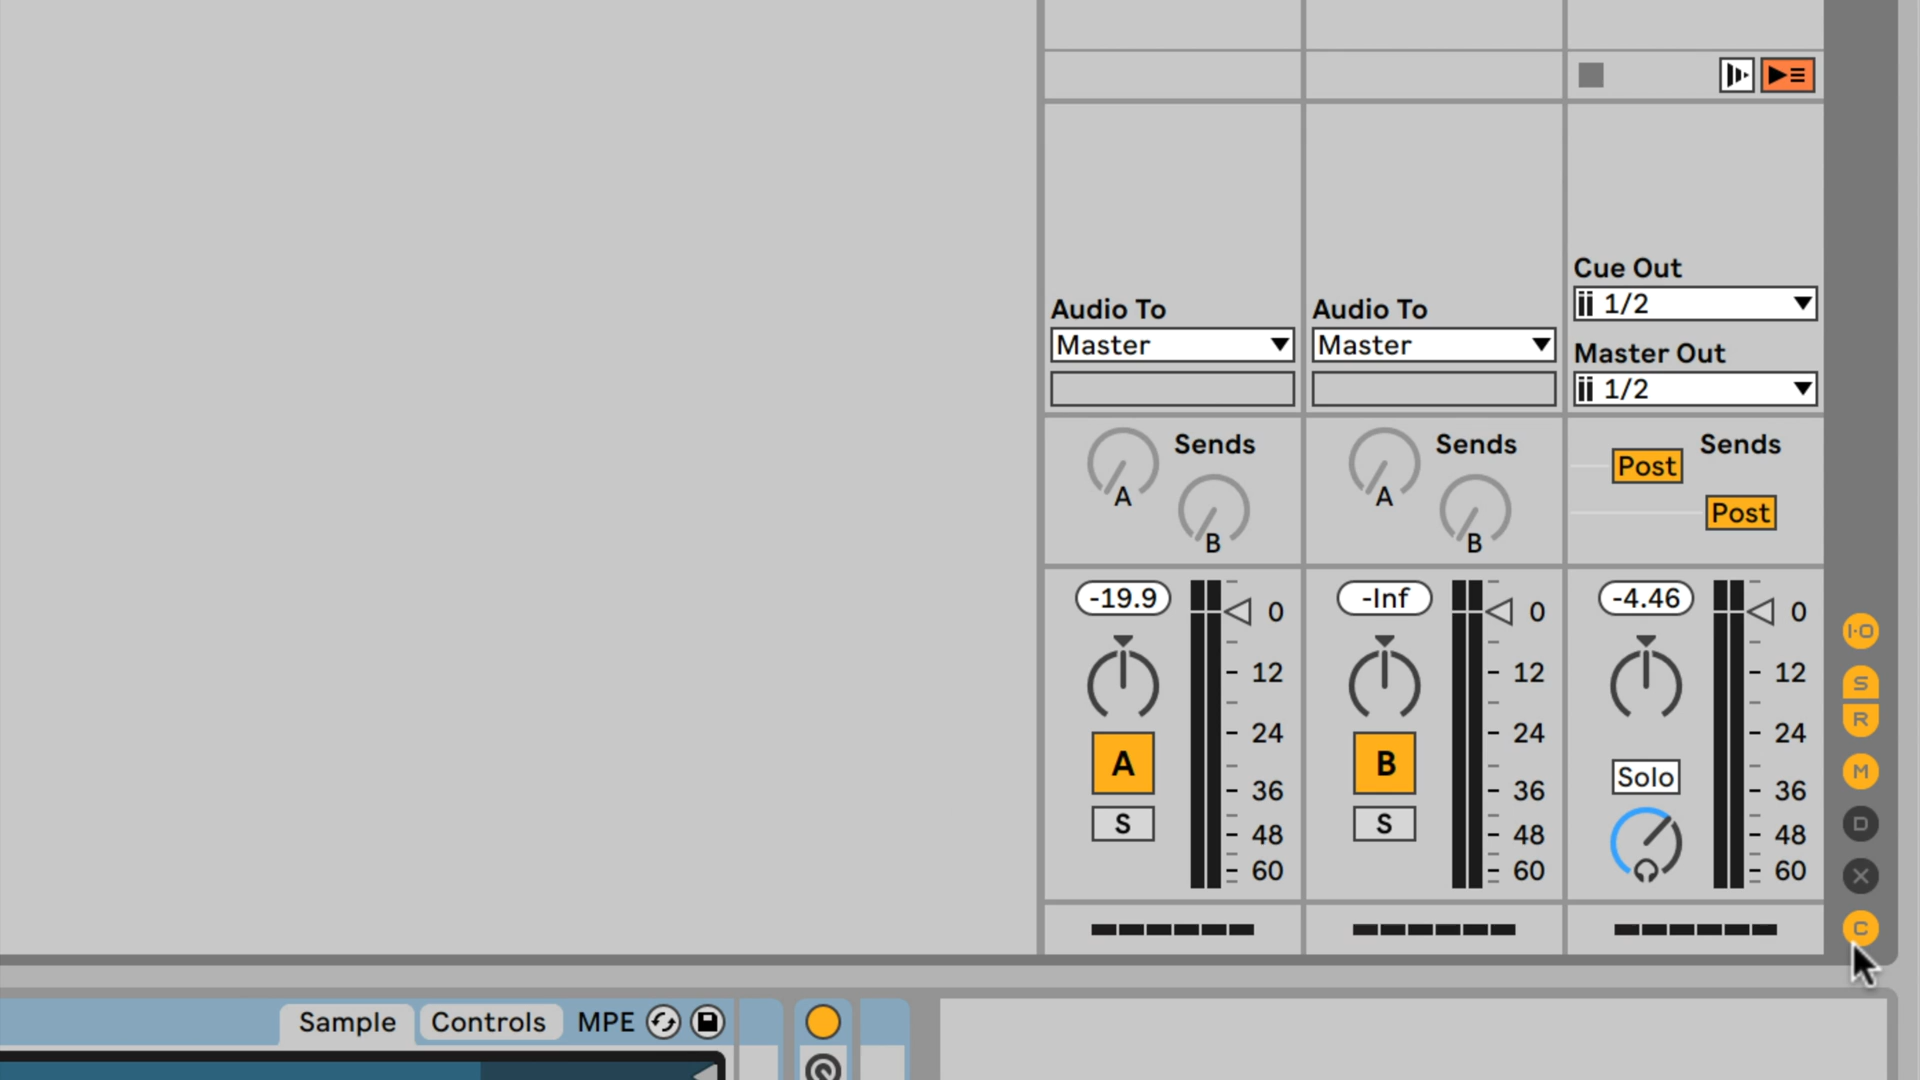 Cue Out
1/2
Audio To Audio To
Master Master
Master Out
1/2
Sends Sends Sends
A A Post
B B Post
-19.9 0 -Inf 0 -4.46 0
I·O
12 12 12
S
R
24 24 24
A B M
Solo
36 36 36
S S D
48 48 48
60 60 60
X
C
Sample Controls MPE